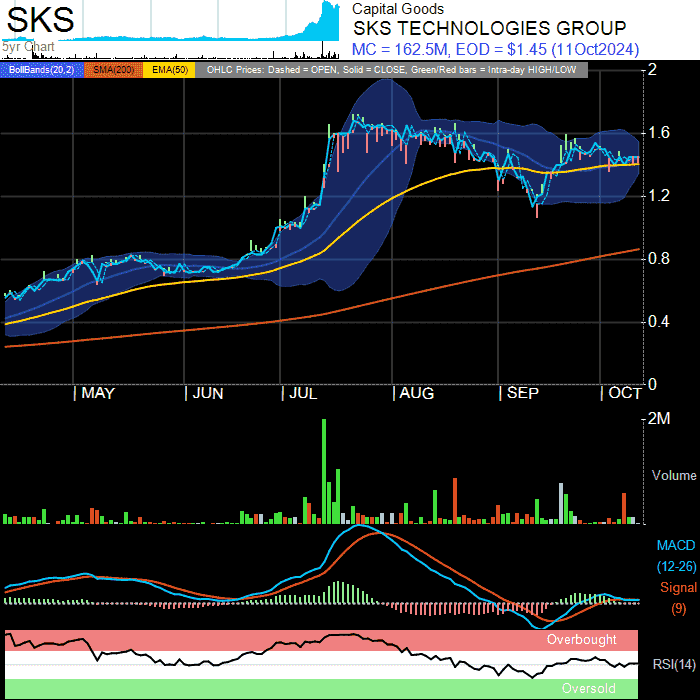 SKS
5yr Chart
Capital Goods
SKS TECHNOLOGIES GROUP
MC = 162.5M, EOD = $1.45 (11Oct2024)
BollBands(20,2) SMA(200) EMA(50) OHLC Prices: Dashed = OPEN, Solid = CLOSE, Green/Red bars = Intra-day HIGH/LOW
2
1.6
1.2
0.8
0.4
0
MAY JUN JUL AUG SEP OCT
2M
Volume
MACD
(12-26)
Signal
(9)
Overbought
RSI(14)
Oversold